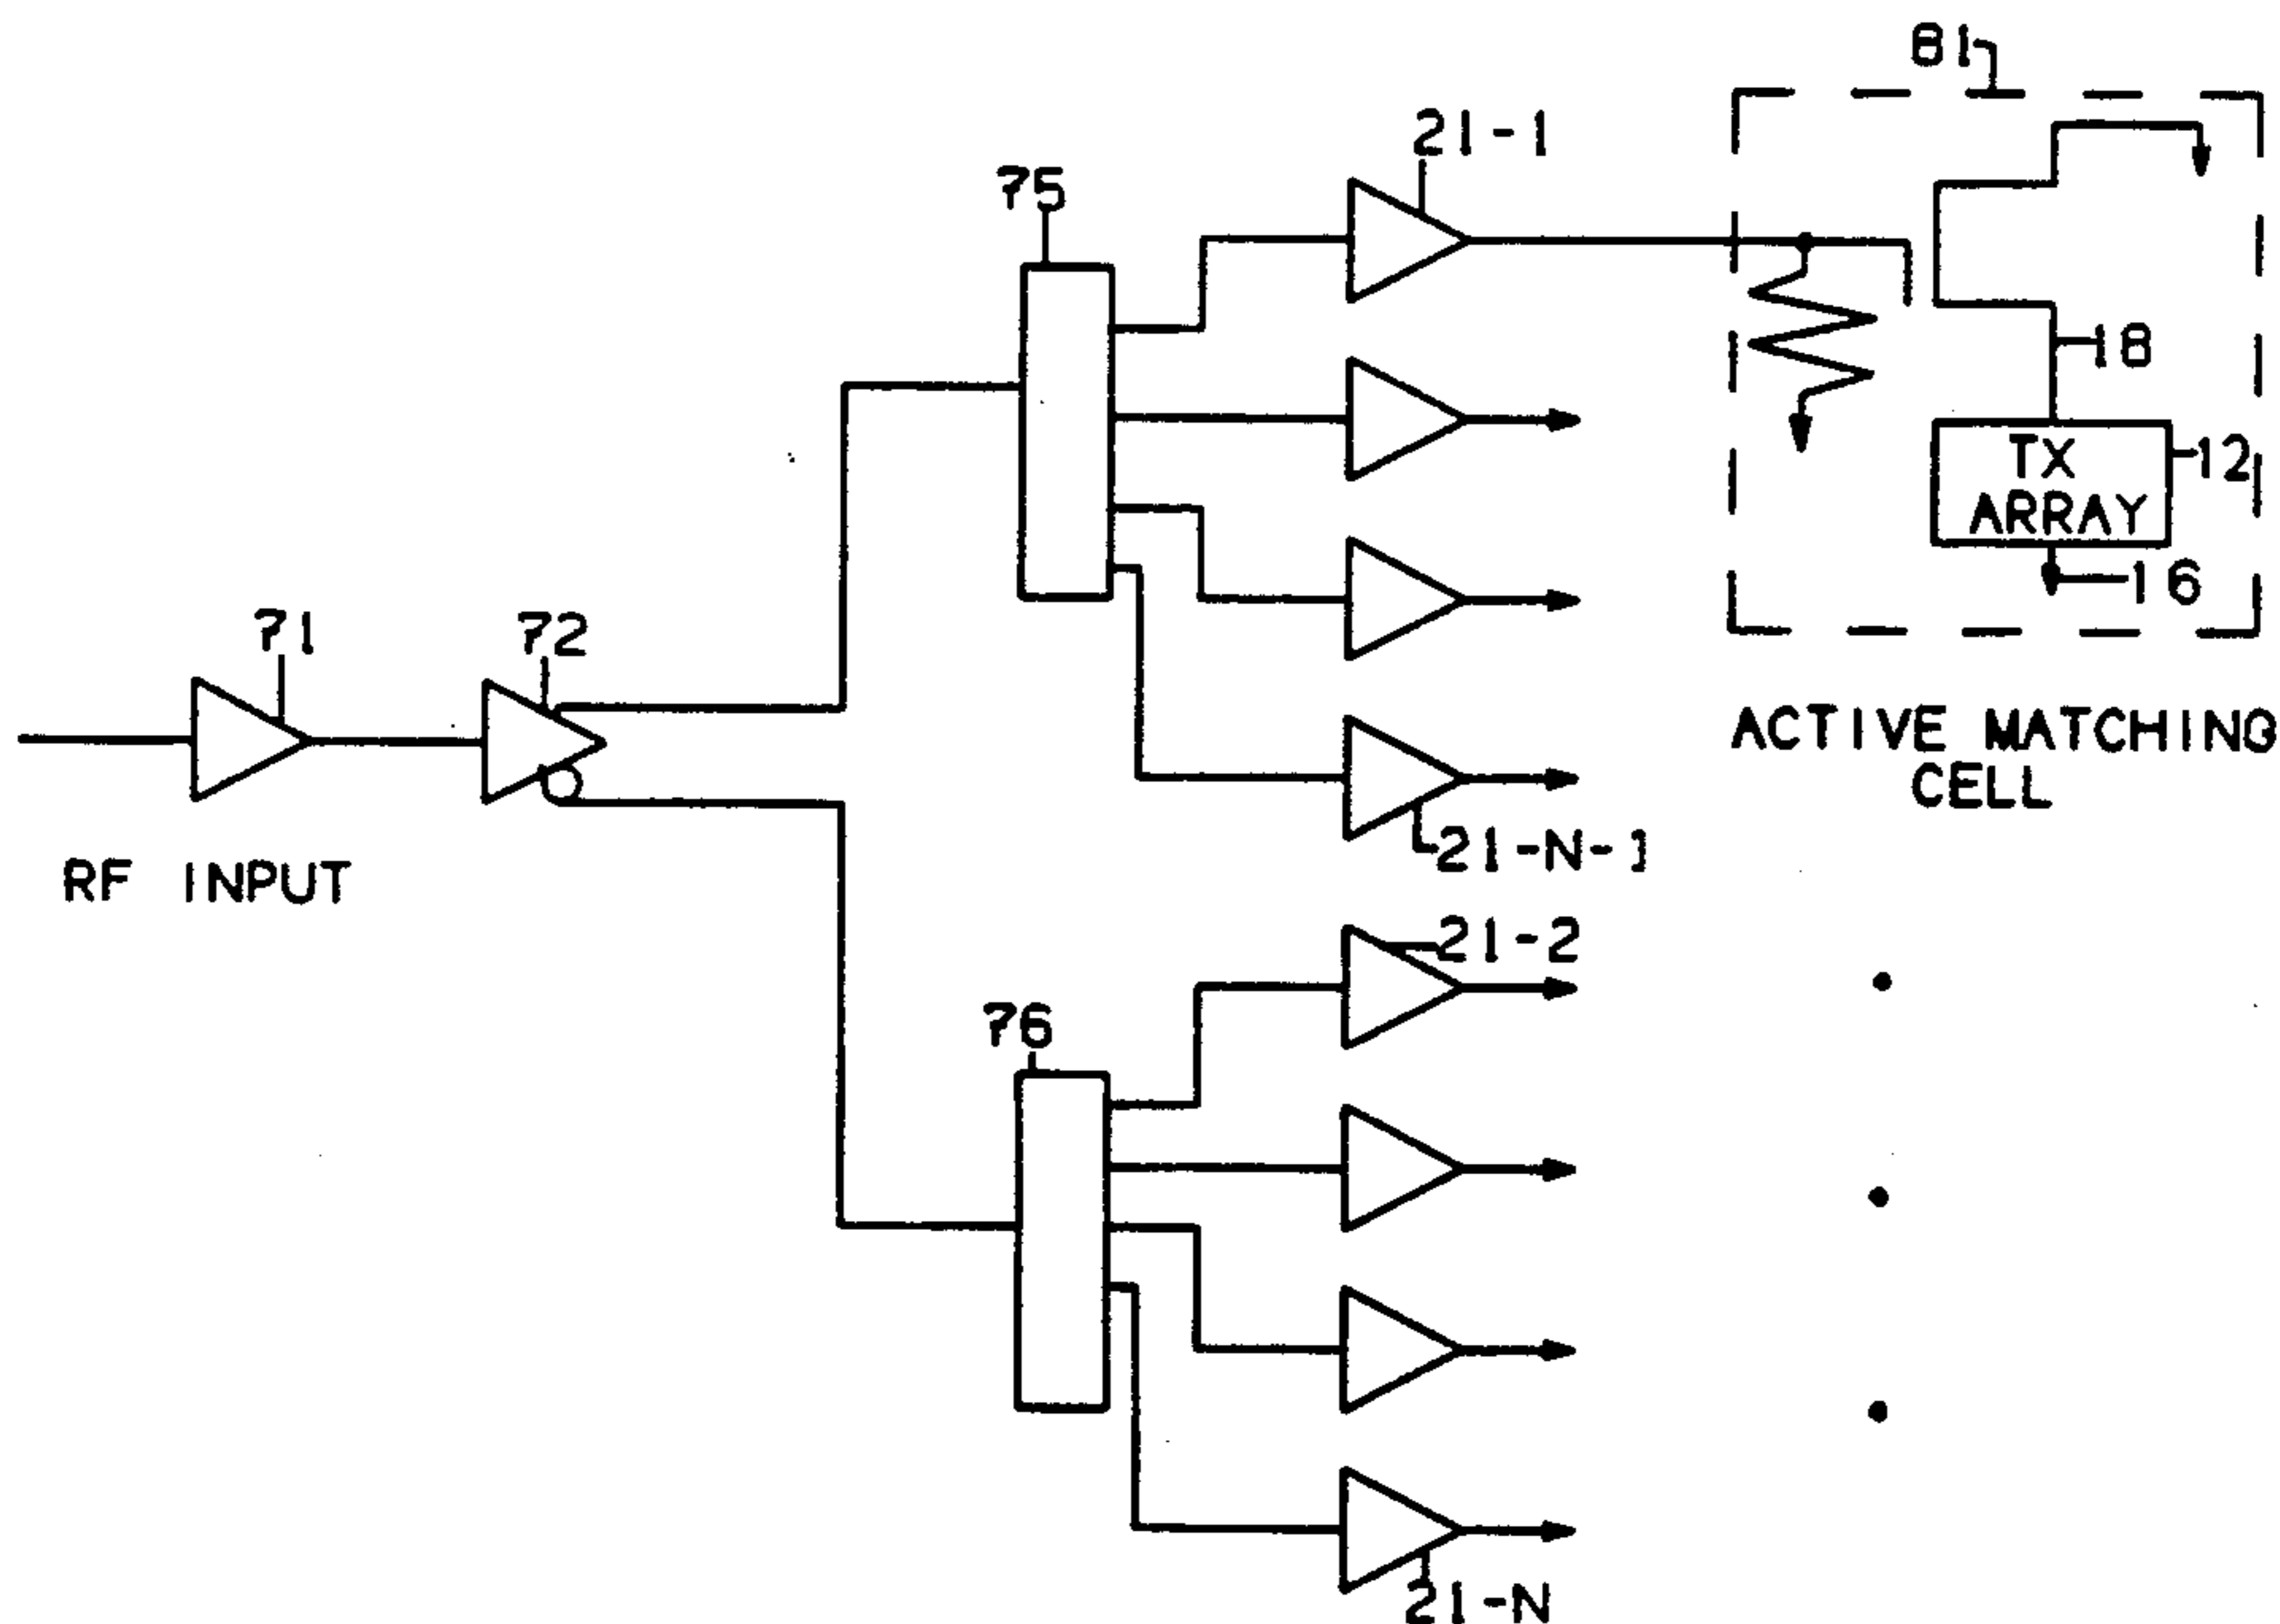 81
21-1
75
18
TX
ARRAY
12
16
71
72
ACTIVE MATCHING
CELL
RF INPUT
21-N-1
21-2
76
21-N